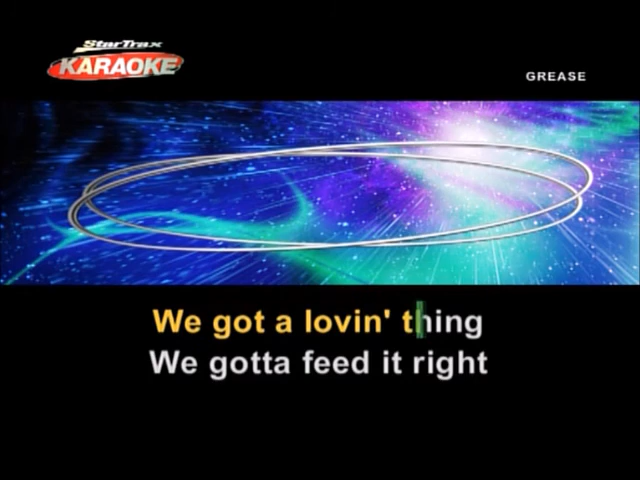 StarTrax
KARAOKE
GREASE
We got a lovin' thing
We gotta feed it right